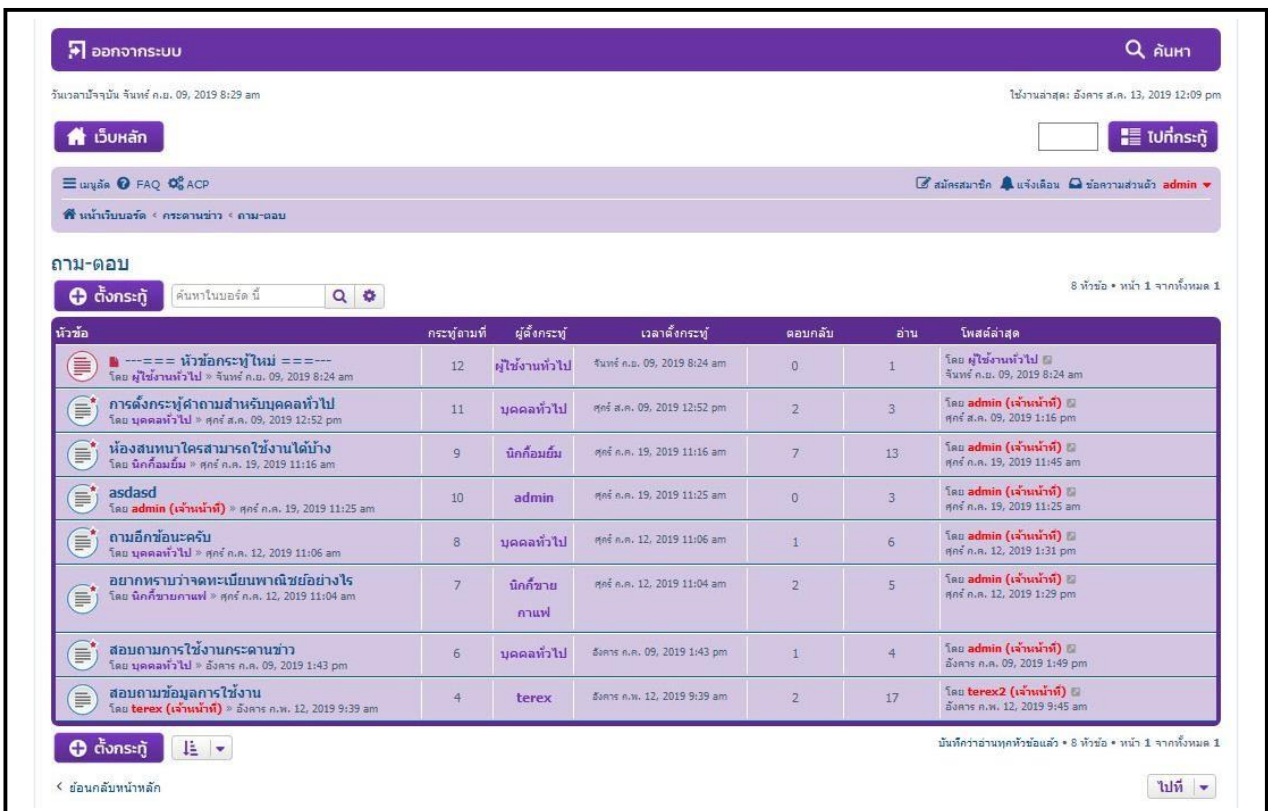 ออกจากระบบ ค้นหา
วันเวลาปัจจุบัน จันทร์ ก.ย. 09, 2019 8:29 am ใช้งานล่าสุด: อังคาร ส.ค. 13, 2019 12:09 pm
เว็บหลัก ไปที่กระทู้
เมนูลัด FAQ ACP สมัครสมาชิก แจ้งเตือน ข้อความส่วนตัว admin
หน้าเว็บบอร์ด ‹ กระดานข่าว ‹ ถาม-ตอบ
ถาม-ตอบ
ตั้งกระทู้ ค้นหาในบอร์ด นี้ 8 หัวข้อ • หน้า 1 จากทั้งหมด 1
หัวข้อ กระทู้ถามที่ ผู้ตั้งกระทู้ เวลาตั้งกระทู้ ตอบกลับ อ่าน โพสต์ล่าสุด
---=== หัวข้อกระทู้ใหม่ ===--- 12 ผู้ใช้งานทั่วไป จันทร์ ก.ย. 09, 2019 8:24 am 0 1 โดย ผู้ใช้งานทั่วไป
โดย ผู้ใช้งานทั่วไป » จันทร์ ก.ย. 09, 2019 8:24 am จันทร์ ก.ย. 09, 2019 8:24 am
การตั้งกระทู้คำถามสำหรับบุคคลทั่วไป 11 บุคคลทั่วไป ศุกร์ ส.ค. 09, 2019 12:52 pm 2 3 โดย admin (เจ้าหน้าที่)
โดย บุคคลทั่วไป » ศุกร์ ส.ค. 09, 2019 12:52 pm ศุกร์ ส.ค. 09, 2019 1:16 pm
ห้องสนทนาใครสามารถใช้งานได้บ้าง 9 นิกกี้อมยิ้ม ศุกร์ ก.ค. 19, 2019 11:16 am 7 13 โดย admin (เจ้าหน้าที่)
โดย นิกกี้อมยิ้ม » ศุกร์ ก.ค. 19, 2019 11:16 am ศุกร์ ก.ค. 19, 2019 11:45 am
asdasd 10 admin ศุกร์ ก.ค. 19, 2019 11:25 am 0 3 โดย admin (เจ้าหน้าที่)
โดย admin (เจ้าหน้าที่) » ศุกร์ ก.ค. 19, 2019 11:25 am ศุกร์ ก.ค. 19, 2019 11:25 am
ถามอีกข้อนะครับ 8 บุคคลทั่วไป ศุกร์ ก.ค. 12, 2019 11:06 am 1 6 โดย admin (เจ้าหน้าที่)
โดย บุคคลทั่วไป » ศุกร์ ก.ค. 12, 2019 11:06 am ศุกร์ ก.ค. 12, 2019 1:31 pm
อยากทราบว่าจดทะเบียนพาณิชย์อย่างไร 7 นิกกี้ขายกาแฟ ศุกร์ ก.ค. 12, 2019 11:04 am 2 5 โดย admin (เจ้าหน้าที่)
โดย นิกกี้ขายกาแฟ » ศุกร์ ก.ค. 12, 2019 11:04 am ศุกร์ ก.ค. 12, 2019 1:29 pm
สอบถามการใช้งานกระดานข่าว 6 บุคคลทั่วไป อังคาร ก.ค. 09, 2019 1:43 pm 1 4 โดย admin (เจ้าหน้าที่)
โดย บุคคลทั่วไป » อังคาร ก.ค. 09, 2019 1:43 pm อังคาร ก.ค. 09, 2019 1:49 pm
สอบถามข้อมูลการใช้งาน 4 terex อังคาร ก.พ. 12, 2019 9:39 am 2 17 โดย terex2 (เจ้าหน้าที่)
โดย terex (เจ้าหน้าที่) » อังคาร ก.พ. 12, 2019 9:39 am อังคาร ก.พ. 12, 2019 9:45 am
ตั้งกระทู้ บันทึกว่าอ่านทุกหัวข้อแล้ว • 8 หัวข้อ • หน้า 1 จากทั้งหมด 1
‹ ย้อนกลับหน้าหลัก ไปที่